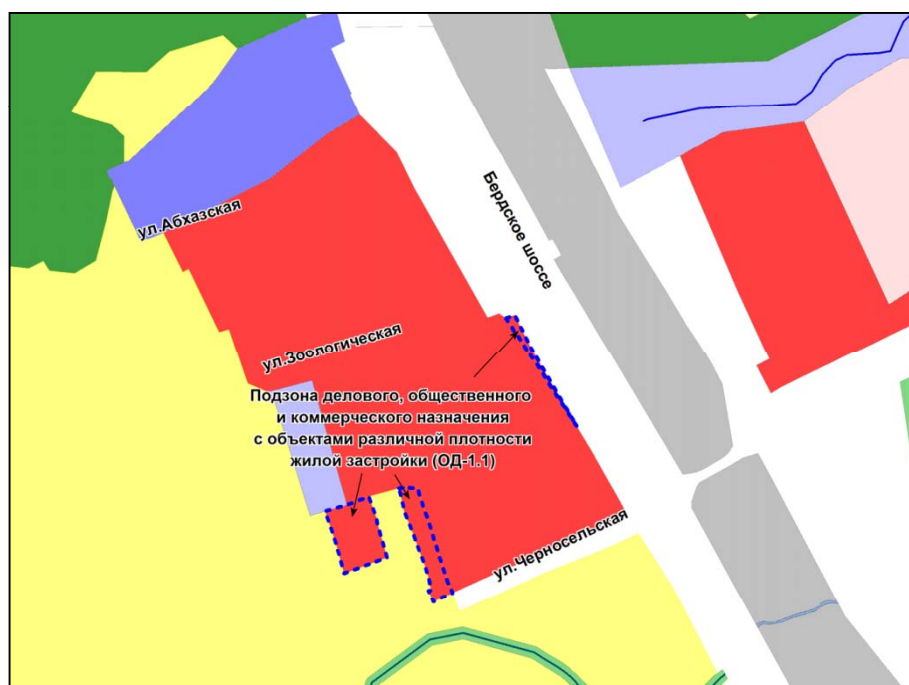 ул.Абхазская
Бердское шоссе
ул.Зоологическая
Подзона делового, общественного
и коммерческого назначения
с объектами различной плотности
жилой застройки (ОД-1.1)
ул.Черносельская